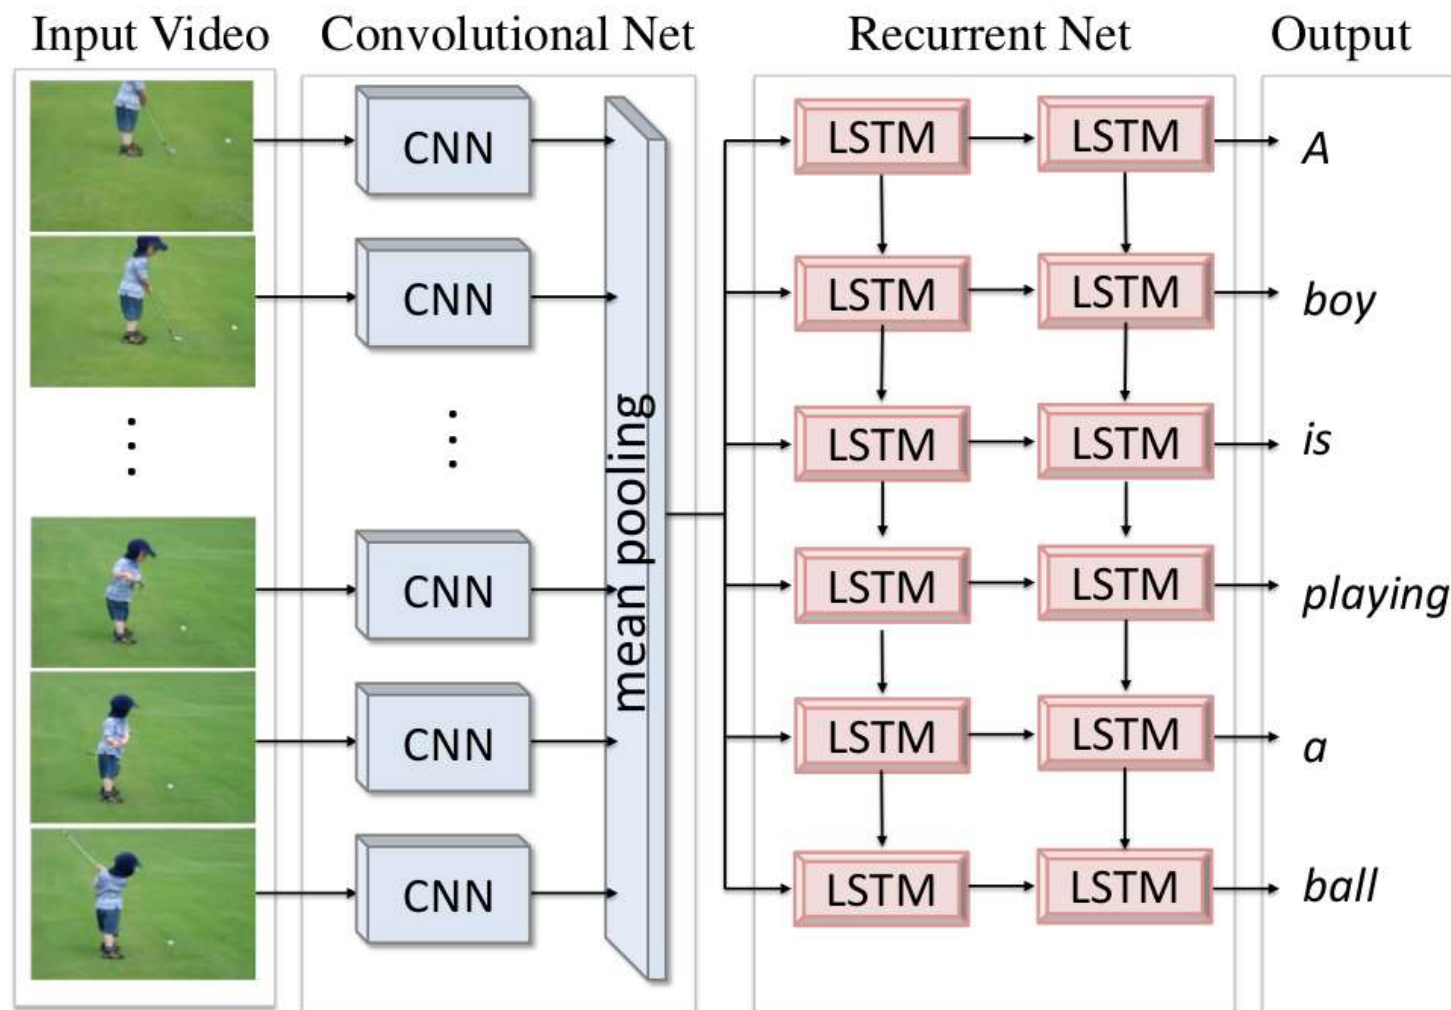 Input Video
Convolutional Net
Recurrent Net
Output
CNN
LSTM
LSTM
A
CNN
LSTM
LSTM
boy
mean pooling
LSTM
LSTM
is
CNN
LSTM
LSTM
playing
CNN
LSTM
LSTM
a
CNN
LSTM
LSTM
ball